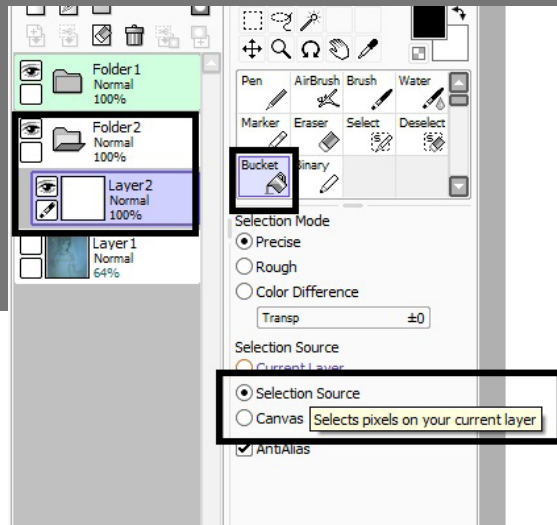 Folder1
Normal
100%
Folder2
Normal
100%
Layer2
Normal
100%
Layer1
Normal
64%
Pen AirBrush Brush Water
Marker Eraser Select Deselect
Bucket Binary
Selection Mode
Precise
Rough
Color Difference
Transp ±0
Selection Source
Current Layer
Selection Source
Canvas Selects pixels on your current layer
AntiAlias